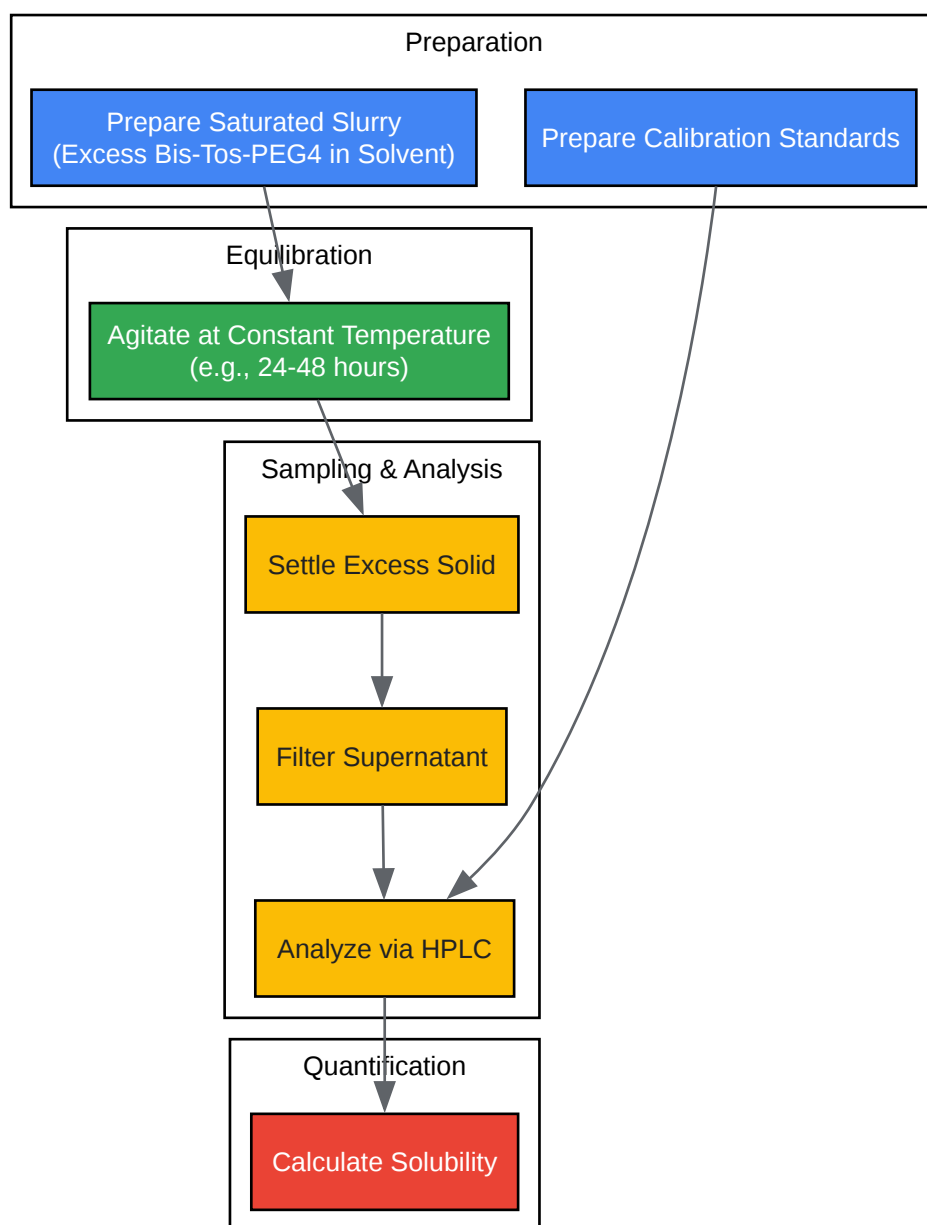 Preparation
Prepare Saturated Slurry
(Excess Bis-Tos-PEG4 in Solvent)
Prepare Calibration Standards
Equilibration
Agitate at Constant Temperature
(e.g., 24-48 hours)
Sampling & Analysis
Settle Excess Solid
Filter Supernatant
Analyze via HPLC
Quantification
Calculate Solubility